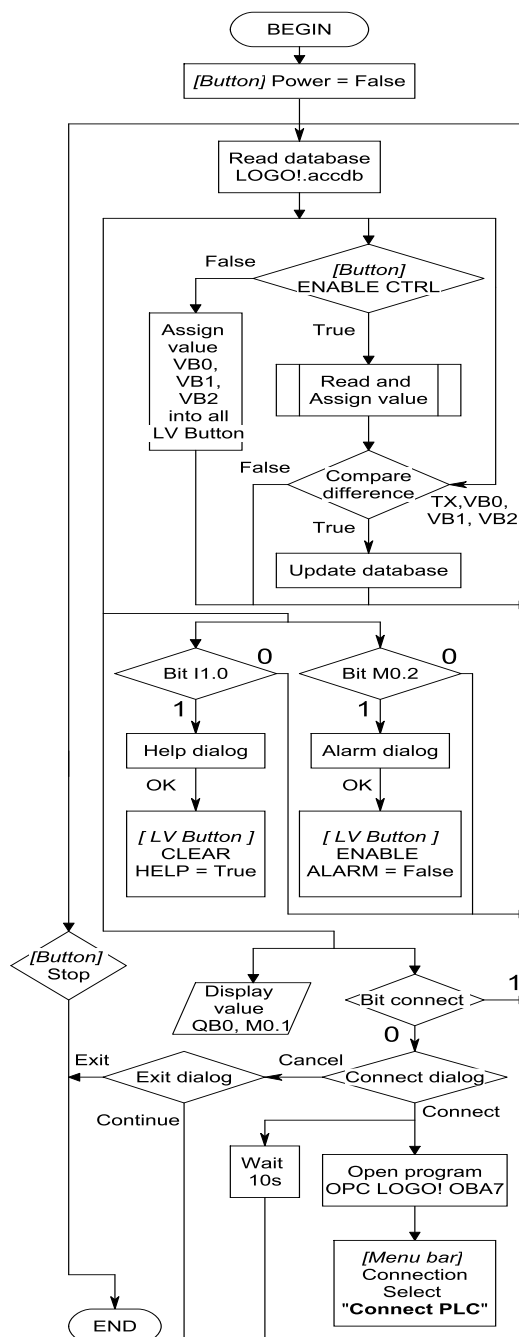 BEGIN
[Button] Power = False
Read database
LOGO!.accdb
False
[Button]
ENABLE CTRL
True
Assign
value
VB0,
VB1,
VB2
into all
LV Button
Read and
Assign value
False
Compare
difference
TX,VB0,
VB1, VB2
True
Update database
Bit I1.0
0
1
Help dialog
OK
[ LV Button ]
CLEAR
HELP = True
Bit M0.2
0
1
Alarm dialog
OK
[ LV Button ]
ENABLE
ALARM = False
[Button]
Stop
Display
value
QB0, M0.1
Bit connect
1
0
Exit
Exit dialog
Cancel
Connect dialog
Continue
Connect
Wait
10s
Open program
OPC LOGO! OBA7
[Menu bar]
Connection
Select
"Connect PLC"
END